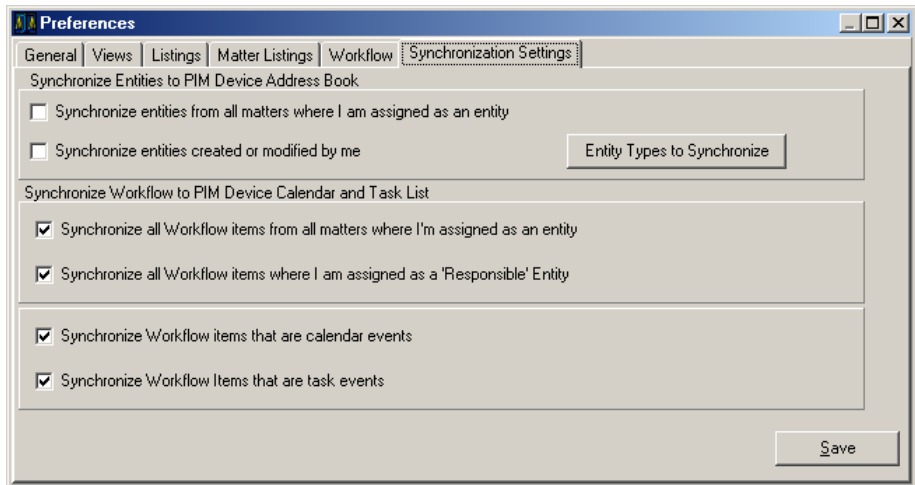 Preferences
General Views Listings Matter Listings Workflow Synchronization Settings
Synchronize Entities to PIM Device Address Book
Synchronize entities from all matters where I am assigned as an entity
Synchronize entities created or modified by me Entity Types to Synchronize
Synchronize Workflow to PIM Device Calendar and Task List
Synchronize all Workflow items from all matters where I'm assigned as an entity
Synchronize all Workflow items where I am assigned as a 'Responsible' Entity
Synchronize Workflow items that are calendar events
Synchronize Workflow Items that are task events
Save